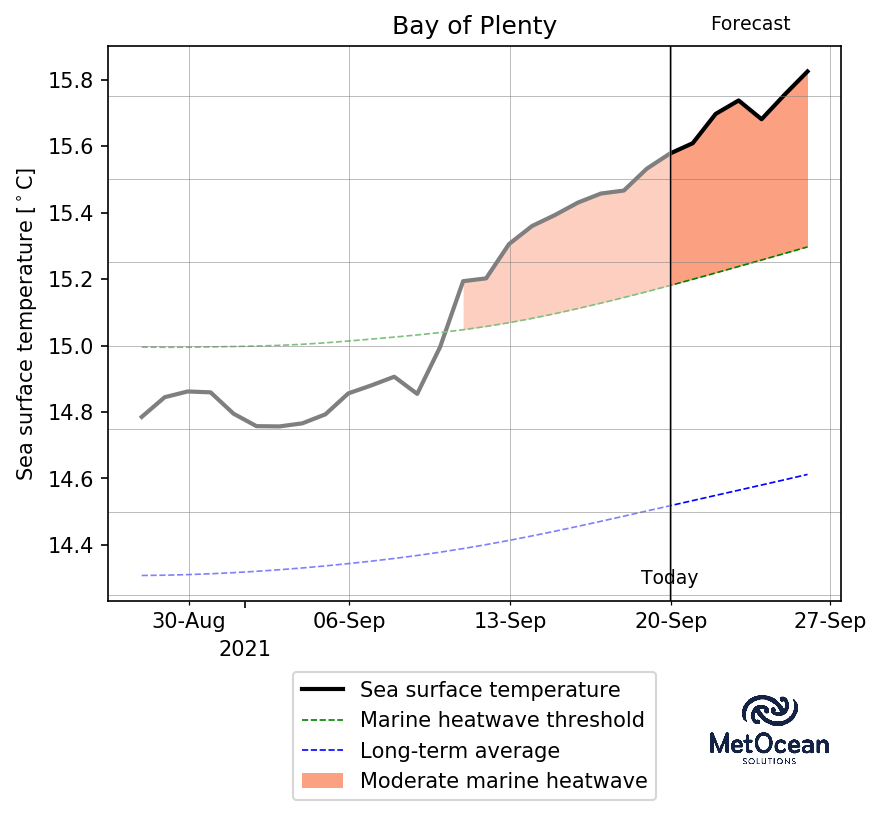 Bay of Plenty
Forecast
Sea surface temperature [°C]
15.8
15.6
15.4
15.2
15.0
14.8
14.6
14.4
Today
30-Aug 06-Sep 13-Sep 20-Sep 27-Sep
2021
Sea surface temperature
Marine heatwave threshold
Long-term average
Moderate marine heatwave
MetOcean
SOLUTIONS